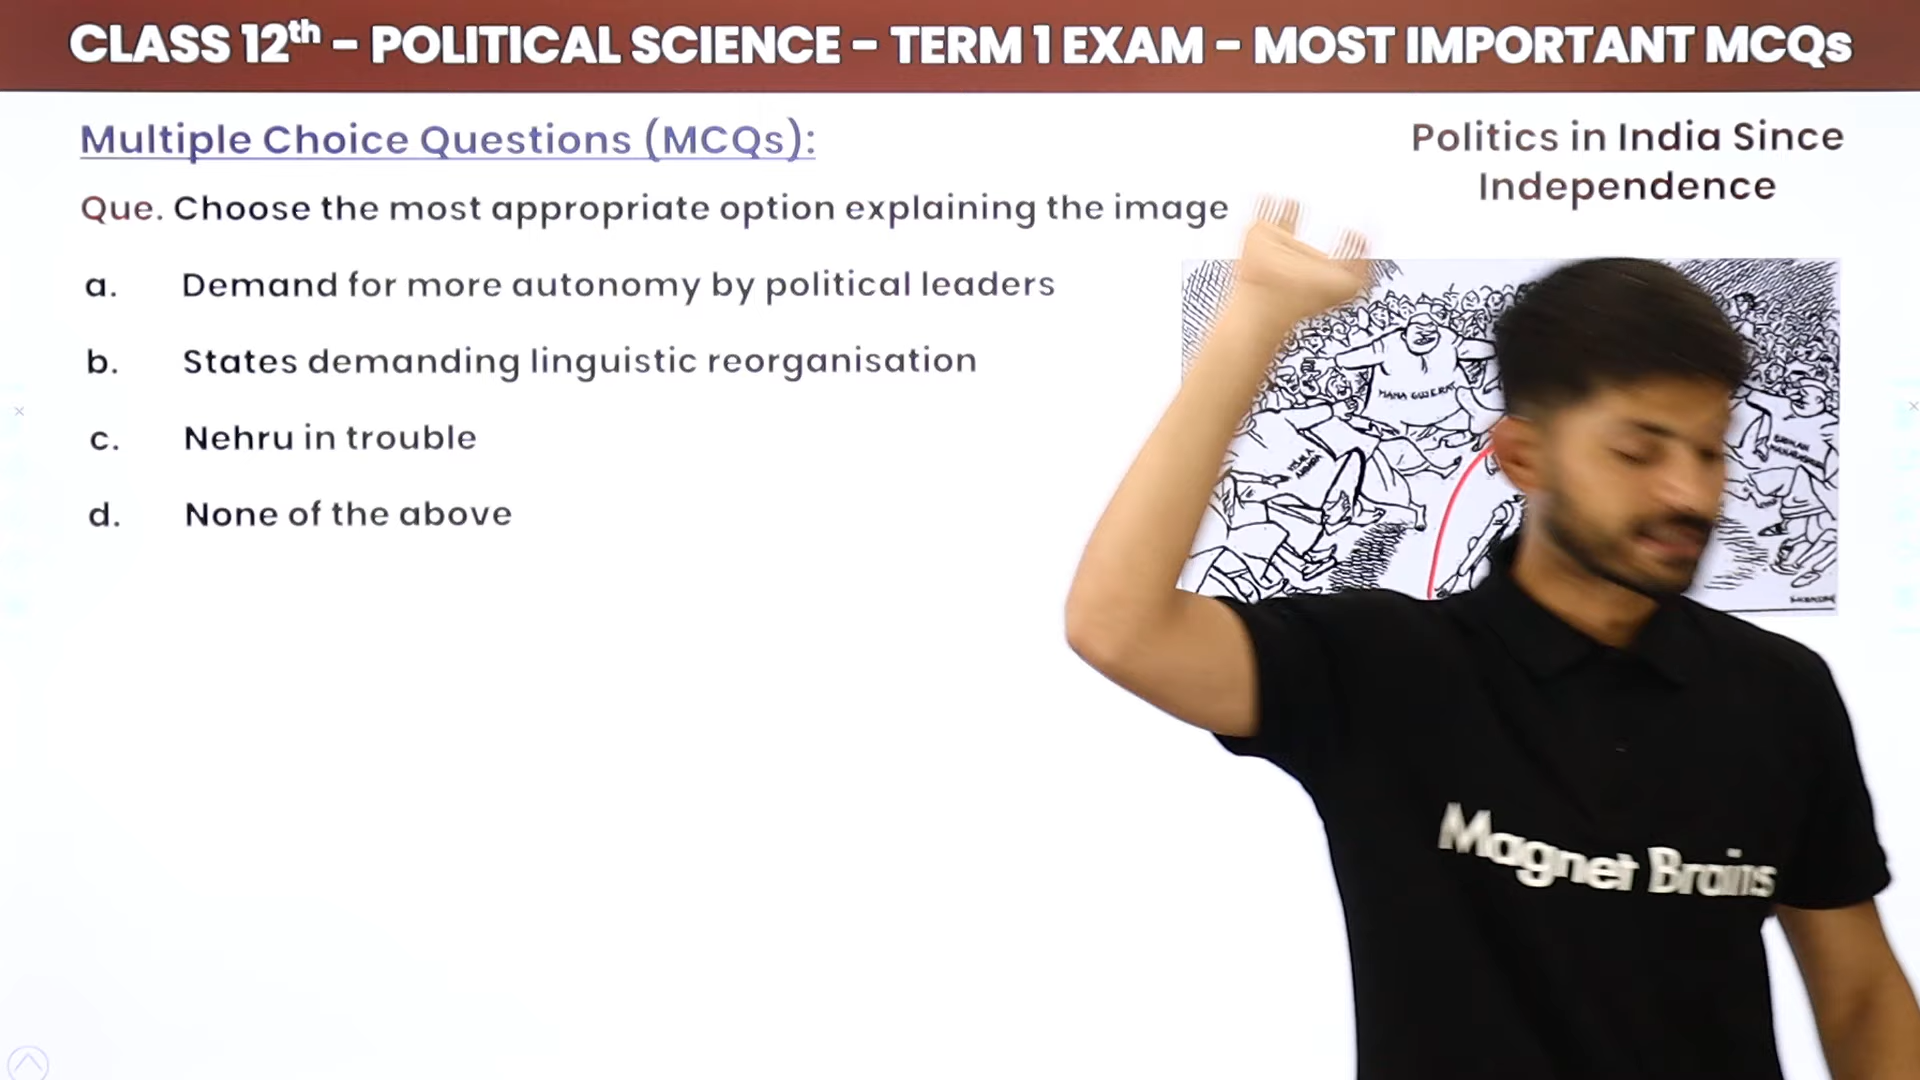 CLASS 12th - POLITICAL SCIENCE - TERM 1 EXAM - MOST IMPORTANT MCQs
Multiple Choice Questions (MCQs):
Politics in India Since
Independence
Que. Choose the most appropriate option explaining the image
a. Demand for more autonomy by political leaders
b. States demanding linguistic reorganisation
c. Nehru in trouble
d. None of the above
MAHA GUJERAT
Magnet Brains